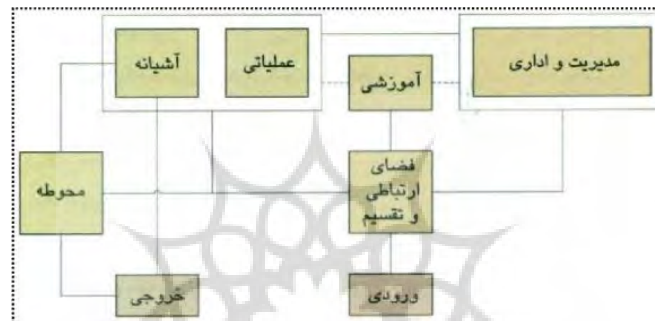 مدیریت و اداری
آموزشی
عملیاتی
آشیانه
فضای
ارتباطی
و تقسیم
محوطه
ورودی
خروجی